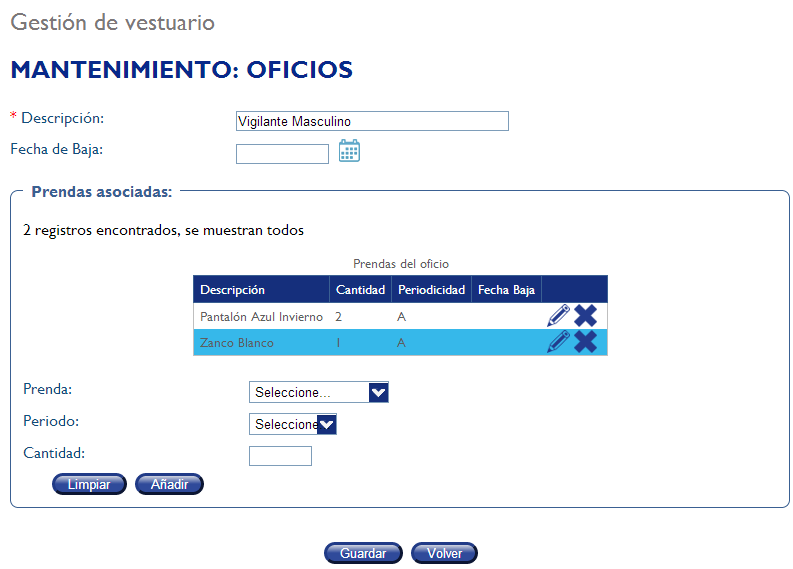 Gestión de vestuario
MANTENIMIENTO: OFICIOS
* Descripción: Vigilante Masculino
Fecha de Baja:
Prendas asociadas:
2 registros encontrados, se muestran todos
Prendas del oficio
Descripción Cantidad Periodicidad Fecha Baja
Pantalón Azul Invierno 2 A
Zanco Blanco 1 A
Prenda: Seleccione...
Periodo: Seleccione
Cantidad:
Limpiar Añadir
Guardar Volver